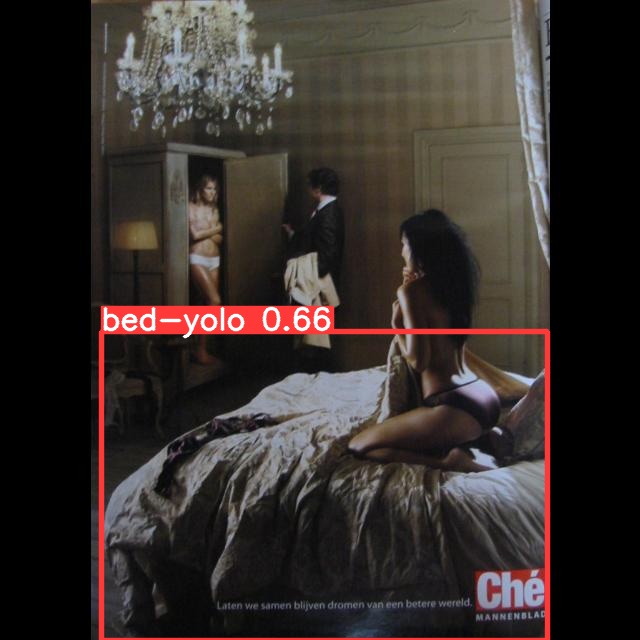 bed-yolo 0.66
Laten we samen blijven dromen van een betere wereld.
Ché
MANNENBLAD